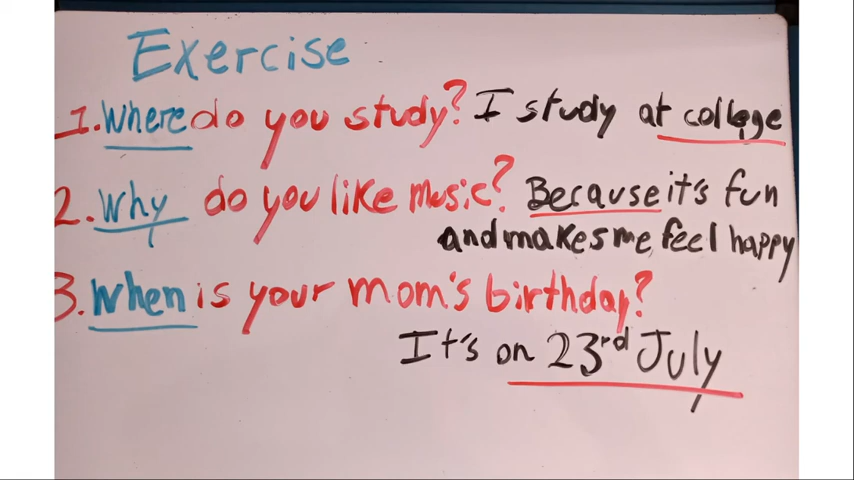 Exercise
1. Where do you study? I study at college
2. Why do you like music? Because it's fun
and makes me feel happy
3. When is your mom's birthday?
It's on 23rd July